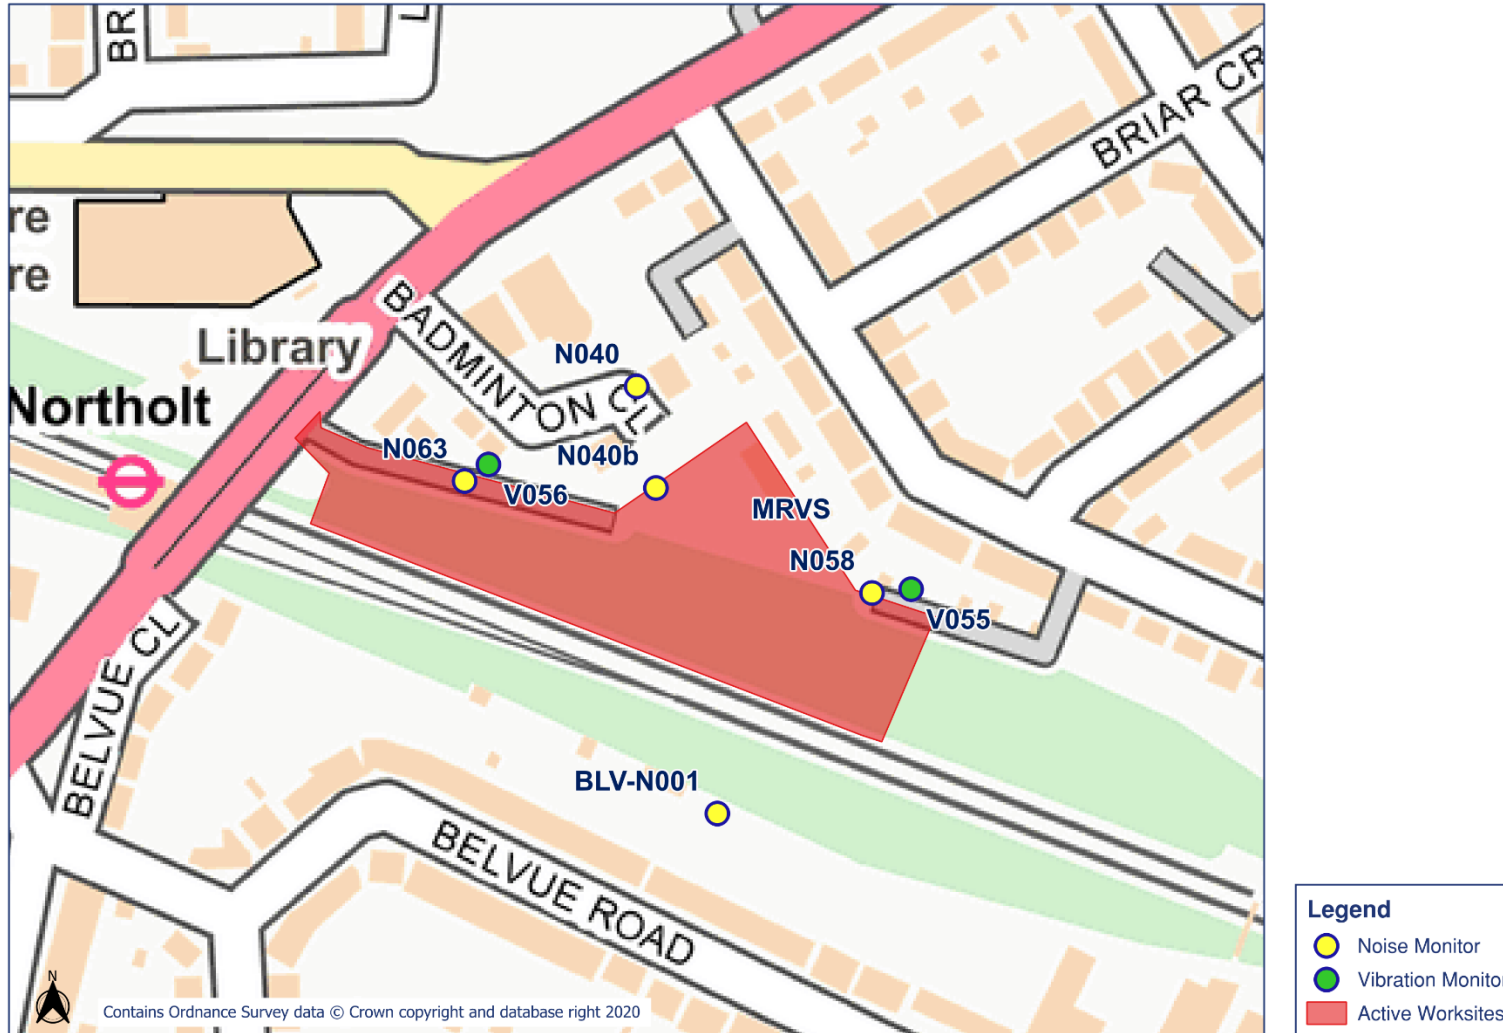 BR
L
BRIAR CR
re
re
Library
Northolt
BADMINTON CL
N040
N063
N040b
V056
MRVS
N058
V055
BELVUE CL
BLV-N001
BELVUE ROAD
N
Contains Ordnance Survey data © Crown copyright and database right 2020
Legend
Noise Monitor
Vibration Monitor
Active Worksites